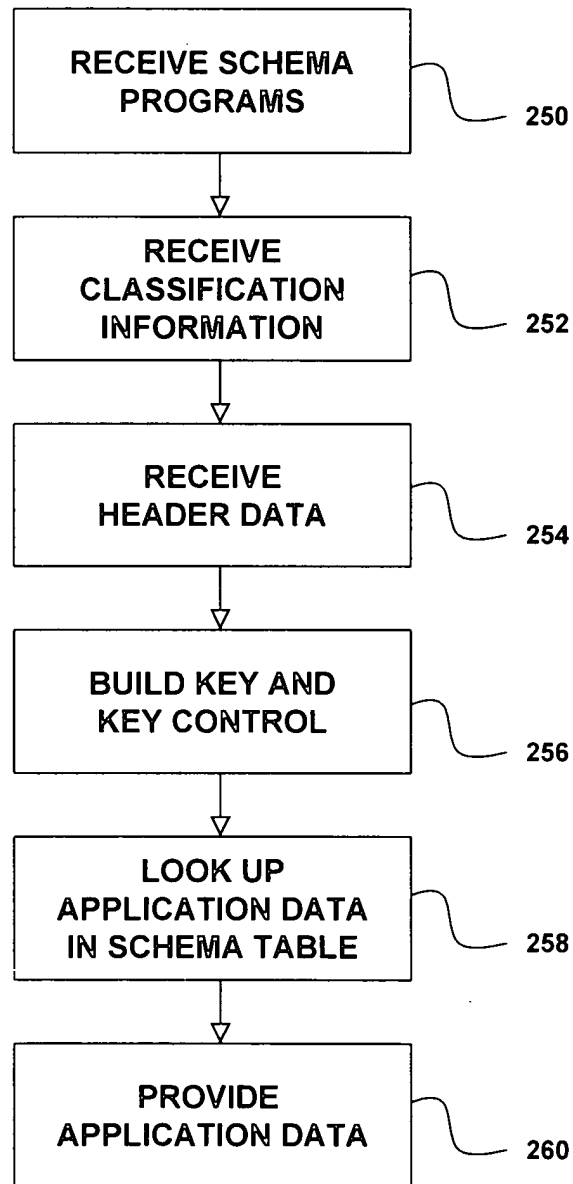 RECEIVE SCHEMA
PROGRAMS
250
RECEIVE
CLASSIFICATION
INFORMATION
252
RECEIVE
HEADER DATA
254
BUILD KEY AND
KEY CONTROL
256
LOOK UP
APPLICATION DATA
IN SCHEMA TABLE
258
PROVIDE
APPLICATION DATA
260